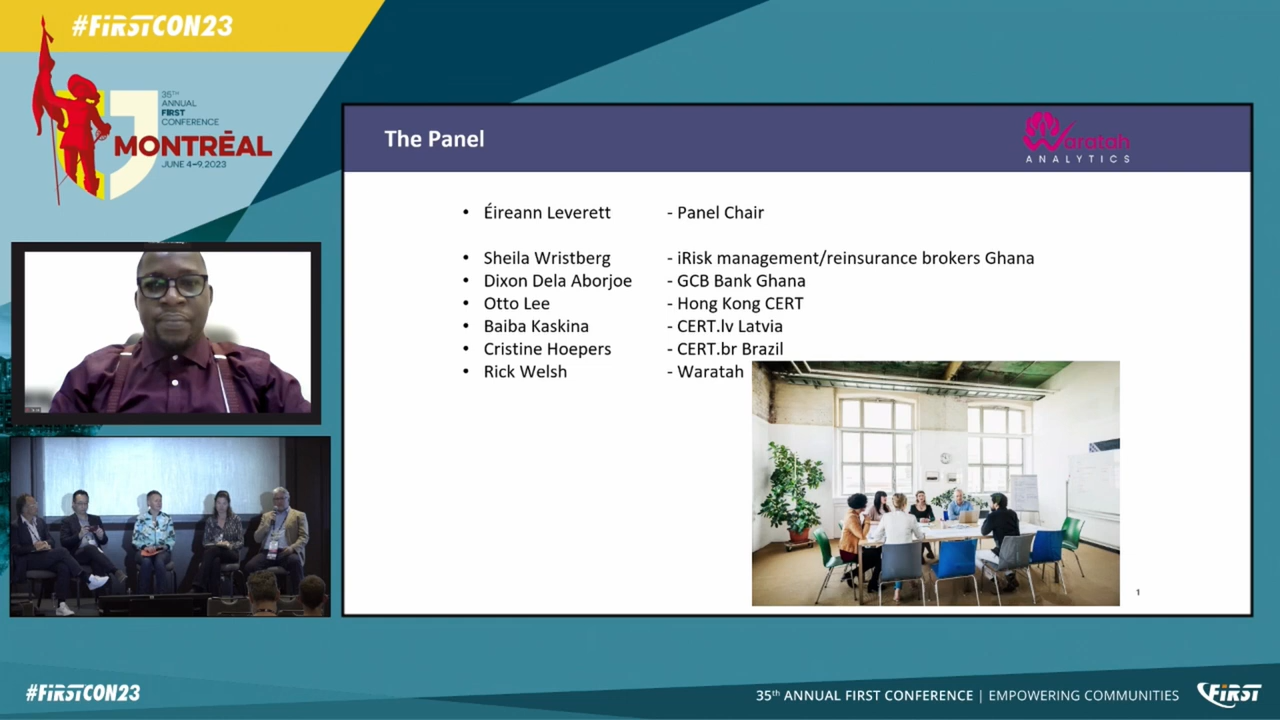 #FiRSTCON23
35TH
ANNUAL
FIRST
CONFERENCE
MONTRĒAL
JUNE 4–9, 2023
The Panel
Waratah
ANALYTICS
• Éireann Leverett - Panel Chair
• Sheila Wristberg - iRisk management/reinsurance brokers Ghana
• Dixon Dela Aborjoe - GCB Bank Ghana
• Otto Lee - Hong Kong CERT
• Baiba Kaskina - CERT.lv Latvia
• Cristine Hoepers - CERT.br Brazil
• Rick Welsh - Waratah
1
#FiRSTCON23
35th ANNUAL FIRST CONFERENCE | EMPOWERING COMMUNITIES
FiRST